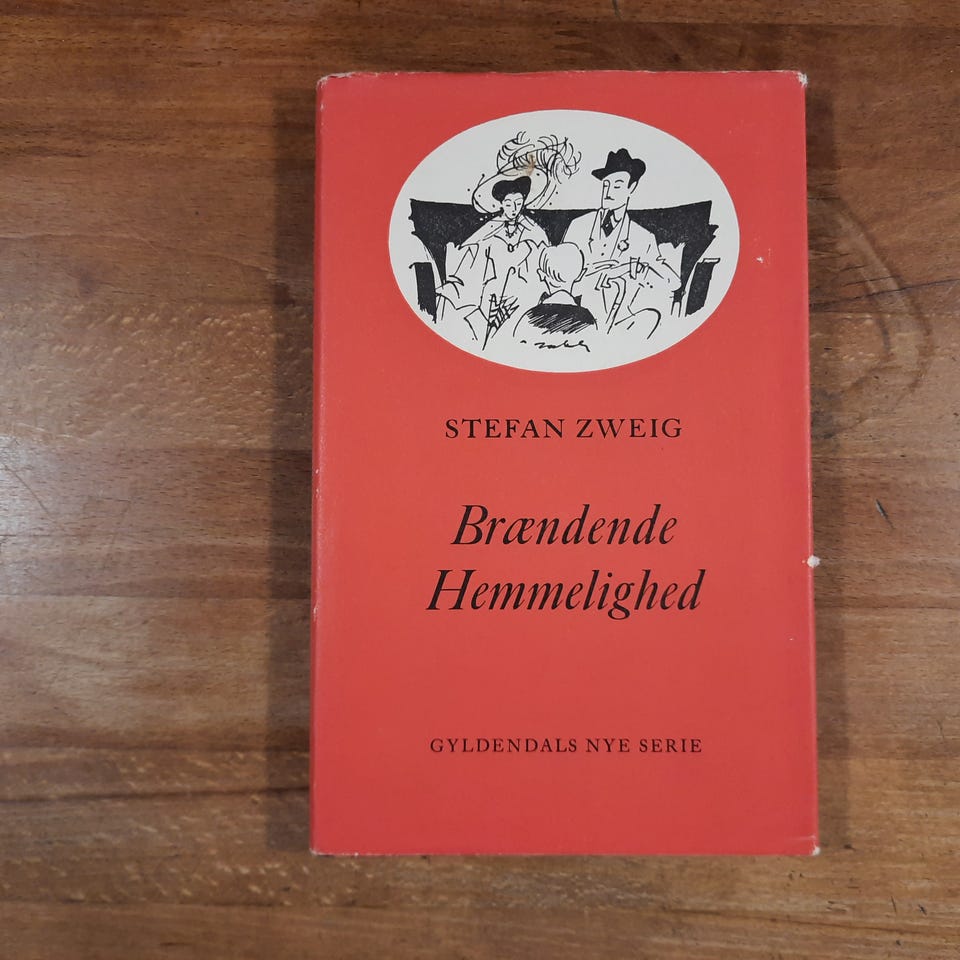 STEFAN ZWEIG
Brændende
Hemmelighed
GYLDENDALS NYE SERIE